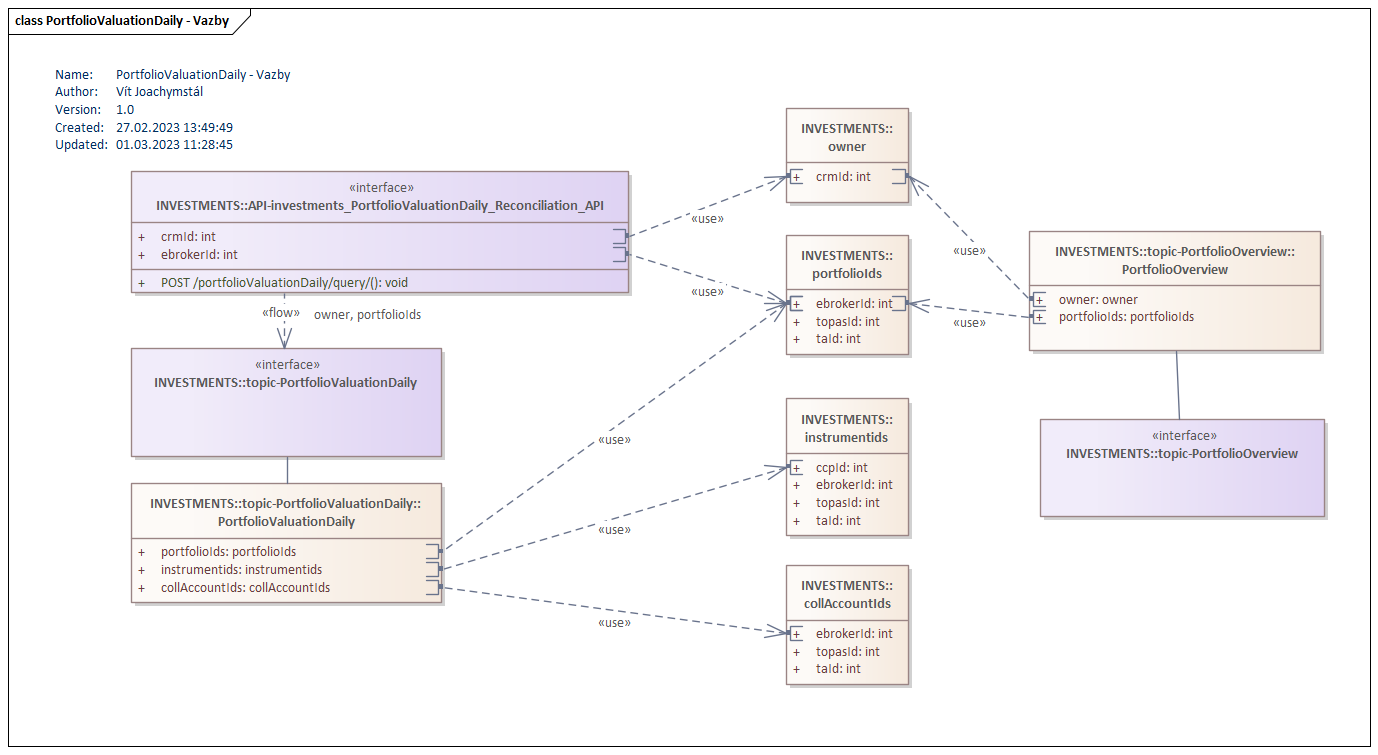 class PortfolioValuationDaily - Vazby
Name: PortfolioValuationDaily - Vazby
Author: Vít Joachymstál
Version: 1.0
Created: 27.02.2023 13:49:49
Updated: 01.03.2023 11:28:45
«interface»
INVESTMENTS::API-investments_PortfolioValuationDaily_Reconciliation_API
+ crmId: int
+ ebrokerId: int
+ POST /portfolioValuationDaily/query/(): void
«flow» owner, portfolioIds
«interface»
INVESTMENTS::topic-PortfolioValuationDaily
INVESTMENTS::topic-PortfolioValuationDaily::
PortfolioValuationDaily
+ portfolioIds: portfolioIds
+ instrumentids: instrumentids
+ collAccountIds: collAccountIds
«use»
«use»
«use»
«use»
«use»
INVESTMENTS::
owner
+ crmId: int
INVESTMENTS::
portfolioIds
+ ebrokerId: int
+ topasId: int
+ taId: int
INVESTMENTS::
instrumentids
+ ccpId: int
+ ebrokerId: int
+ topasId: int
+ taId: int
INVESTMENTS::
collAccountIds
+ ebrokerId: int
+ topasId: int
+ taId: int
«use»
«use»
INVESTMENTS::topic-PortfolioOverview::
PortfolioOverview
+ owner: owner
+ portfolioIds: portfolioIds
«interface»
INVESTMENTS::topic-PortfolioOverview